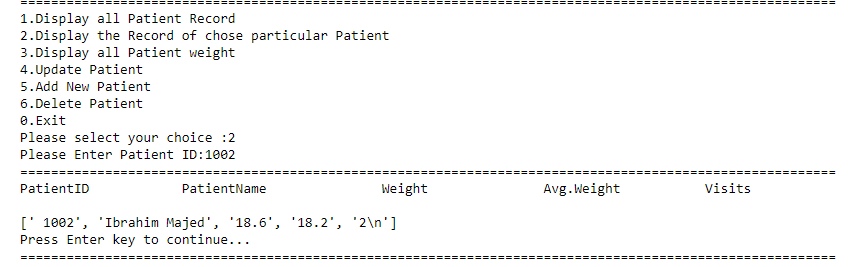 ==========================================================================================================
1.Display all Patient Record
2.Display the Record of chose particular Patient
3.Display all Patient weight
4.Update Patient
5.Add New Patient
6.Delete Patient
0.Exit
Please select your choice :2
Please Enter Patient ID:1002
==========================================================================================================
PatientID            PatientName               Weight               Avg.Weight           Visits
[' 1002', 'Ibrahim Majed', '18.6', '18.2', '2\n']
Press Enter key to continue...
==========================================================================================================